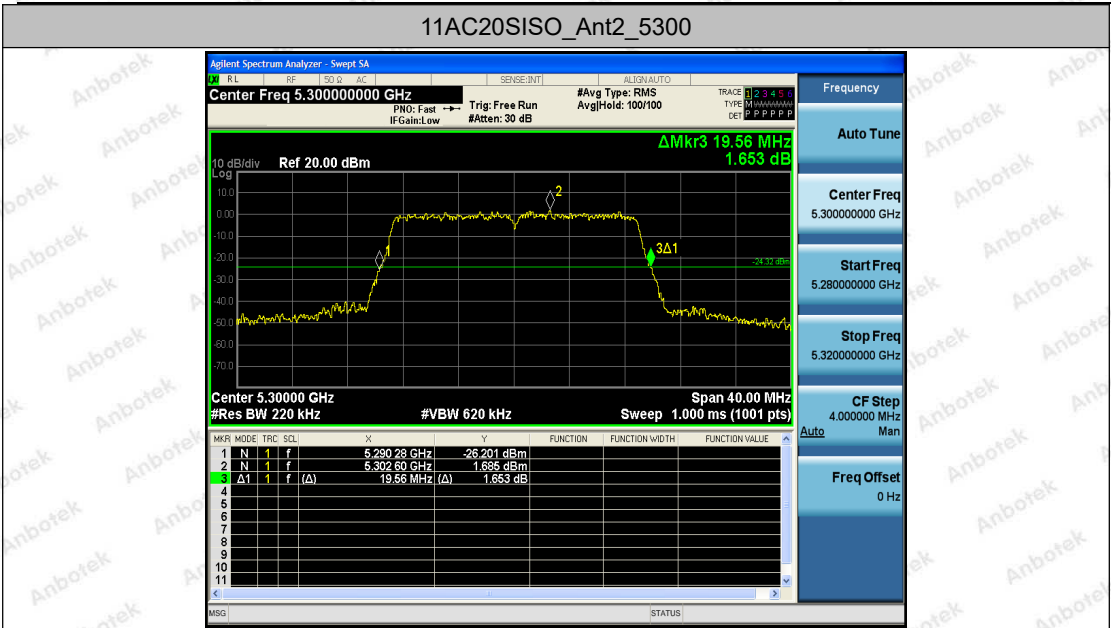 11AC20SISO_Ant2_5300
Agilent Spectrum Analyzer - Swept SA
RL RF 50 Ω AC SENSE:INT ALIGNAUTO
Center Freq 5.300000000 GHz
PNO: Fast
IFGain:Low
Trig: Free Run
#Atten: 30 dB
#Avg Type: RMS
Avg|Hold: 100/100
TRACE 1 2 3 4 5 6
TYPE M
DET P P P P P P
ΔMkr3 19.56 MHz
1.653 dB
10 dB/div Ref 20.00 dBm
Log
10.0
0.00
-10.0
-20.0
-30.0
-40.0
-50.0
-60.0
-70.0
1
2
3Δ1
-24.32 dBm
Center 5.30000 GHz Span 40.00 MHz
#Res BW 220 kHz #VBW 620 kHz Sweep 1.000 ms (1001 pts)
MKR MODE TRC SCL X Y FUNCTION FUNCTION WIDTH FUNCTION VALUE
1 N 1 f 5.290 28 GHz -26.201 dBm
2 N 1 f 5.302 60 GHz 1.685 dBm
3 Δ1 1 f (Δ) 19.56 MHz (Δ) 1.653 dB
4
5
6
7
8
9
10
11
MSG STATUS
Frequency
Auto Tune
Center Freq
5.300000000 GHz
Start Freq
5.280000000 GHz
Stop Freq
5.320000000 GHz
CF Step
4.000000 MHz
Auto Man
Freq Offset
0 Hz
Anbotek